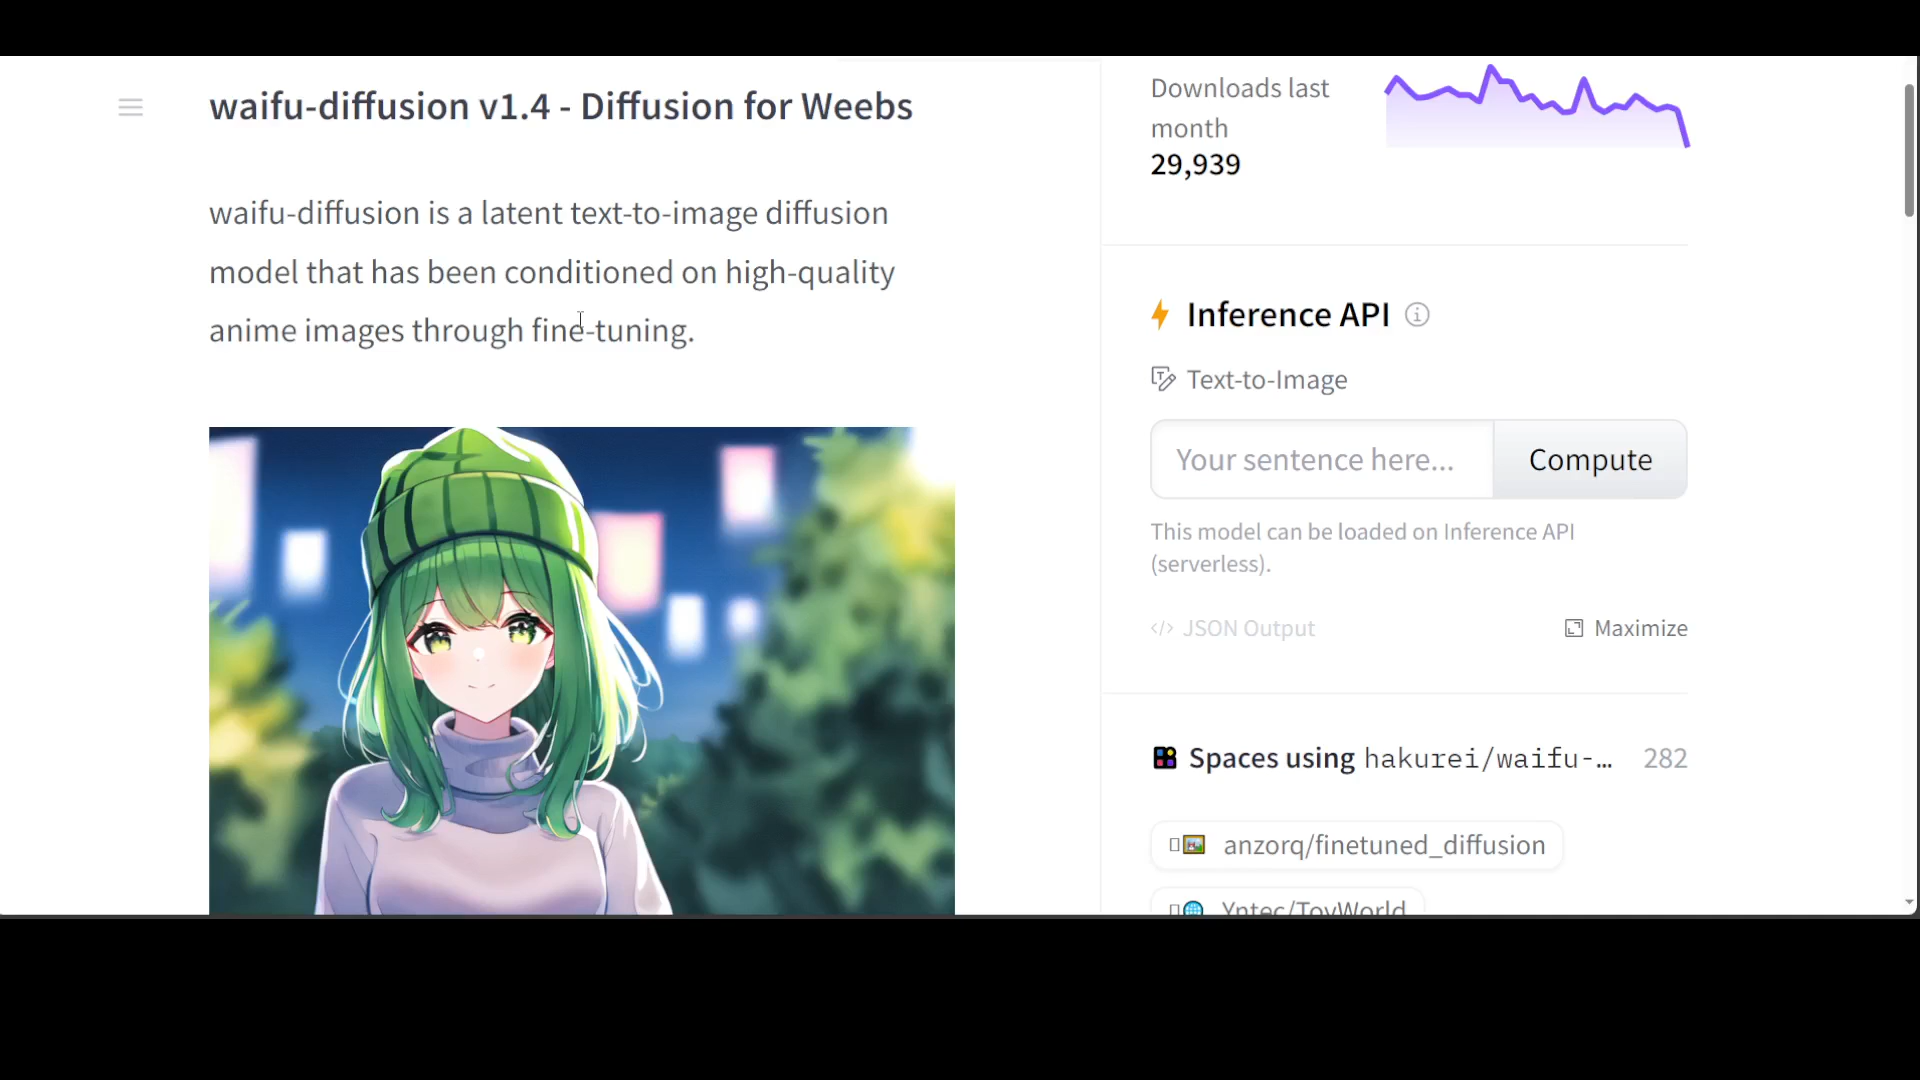 waifu-diffusion v1.4 - Diffusion for Weebs
waifu-diffusion is a latent text-to-image diffusion
model that has been conditioned on high-quality
anime images through fine-tuning.
Downloads last
month
29,939
Inference API
Text-to-Image
Your sentence here...
Compute
This model can be loaded on Inference API
(serverless).
</> JSON Output
Maximize
Spaces using hakurei/waifu-…
282
anzorq/finetuned_diffusion
Yntec/ToyWorld